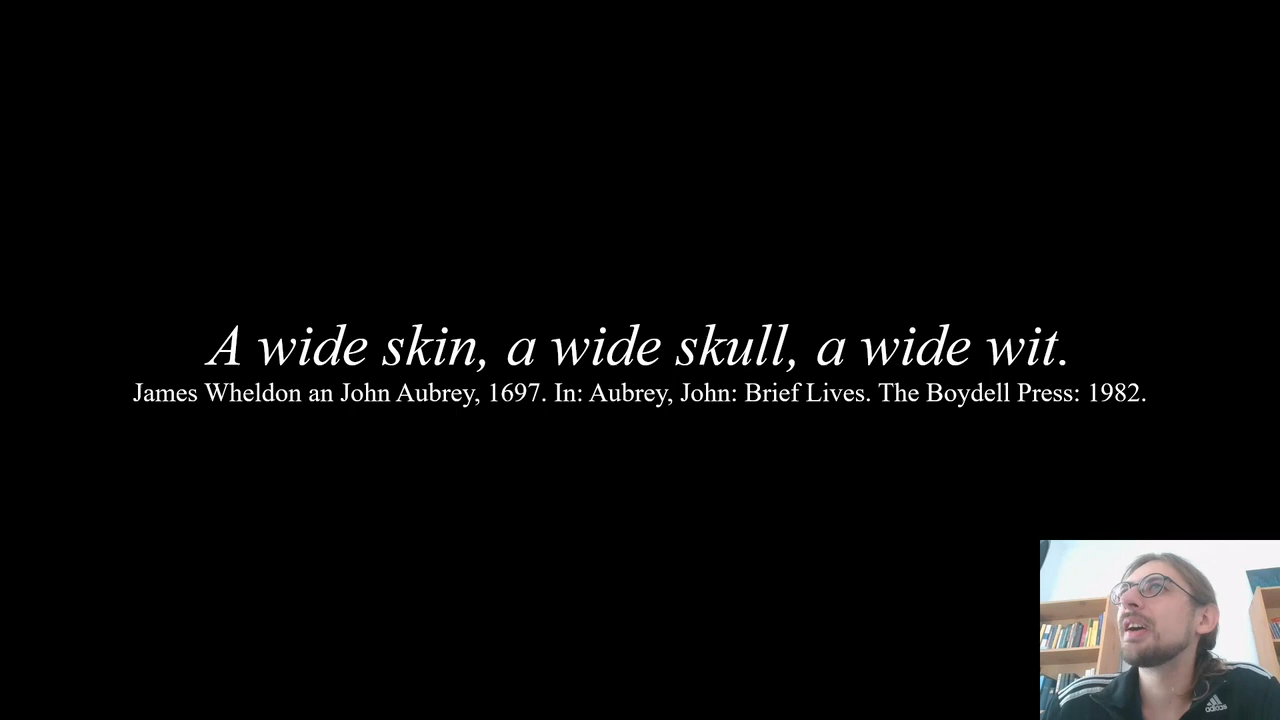 A wide skin, a wide skull, a wide wit.
James Wheldon an John Aubrey, 1697. In: Aubrey, John: Brief Lives. The Boydell Press: 1982.
adidas